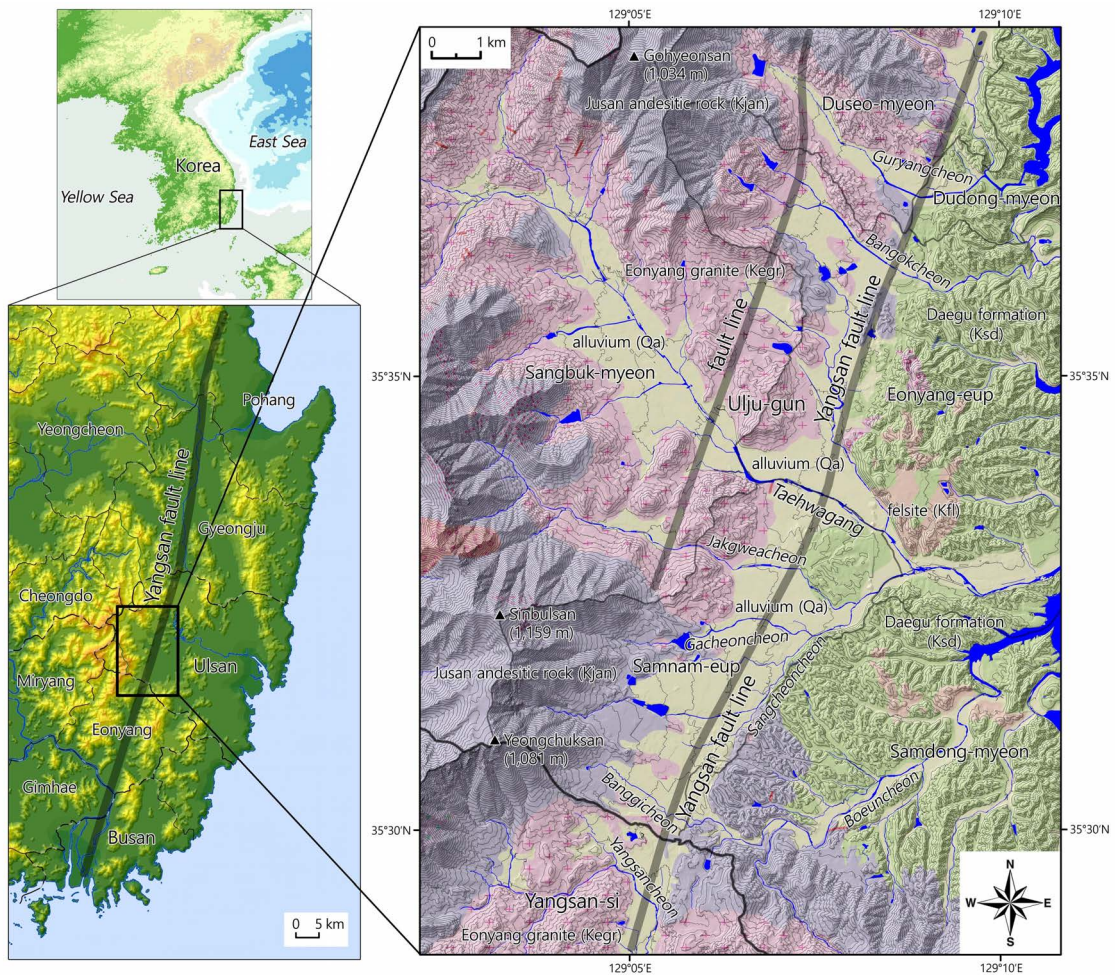 Korea
East Sea
Yellow Sea
Pohang
Yeongcheon
Yangsan fault line
Gyeongju
Cheongdo
Ulsan
Miryang
Eonyang
Gimhae
Busan
0 5 km
129°05′E
129°10′E
0 1 km
Gohyeonsan
(1,034 m)
Jusan andesitic rock (Kjan)
Duseo-myeon
Guryangcheon
Dudong-myeon
Bangokcheon
Eonyang granite (Kegr)
Daegu formation
(Ksd)
alluvium (Qa)
fault line
Yangsan fault line
35°35′N
35°35′N
Sangbuk-myeon
Ulju-gun
Eonyang-eup
alluvium (Qa)
Taehwagang
felsite (Kfl)
Jakgweacheon
alluvium (Qa)
Sinbulsan
(1,159 m)
Gacheoncheon
Daegu formation
(Ksd)
Jusan andesitic rock (Kjan)
Samnam-eup
Sangcheoncheon
Yangsan fault line
Yeongchuksan
(1,081 m)
Samdong-myeon
Banggicheon
Boeuncheon
35°30′N
35°30′N
Yangsancheon
Yangsan-si
Eonyang granite (Kegr)
N
W
E
S
129°05′E
129°10′E